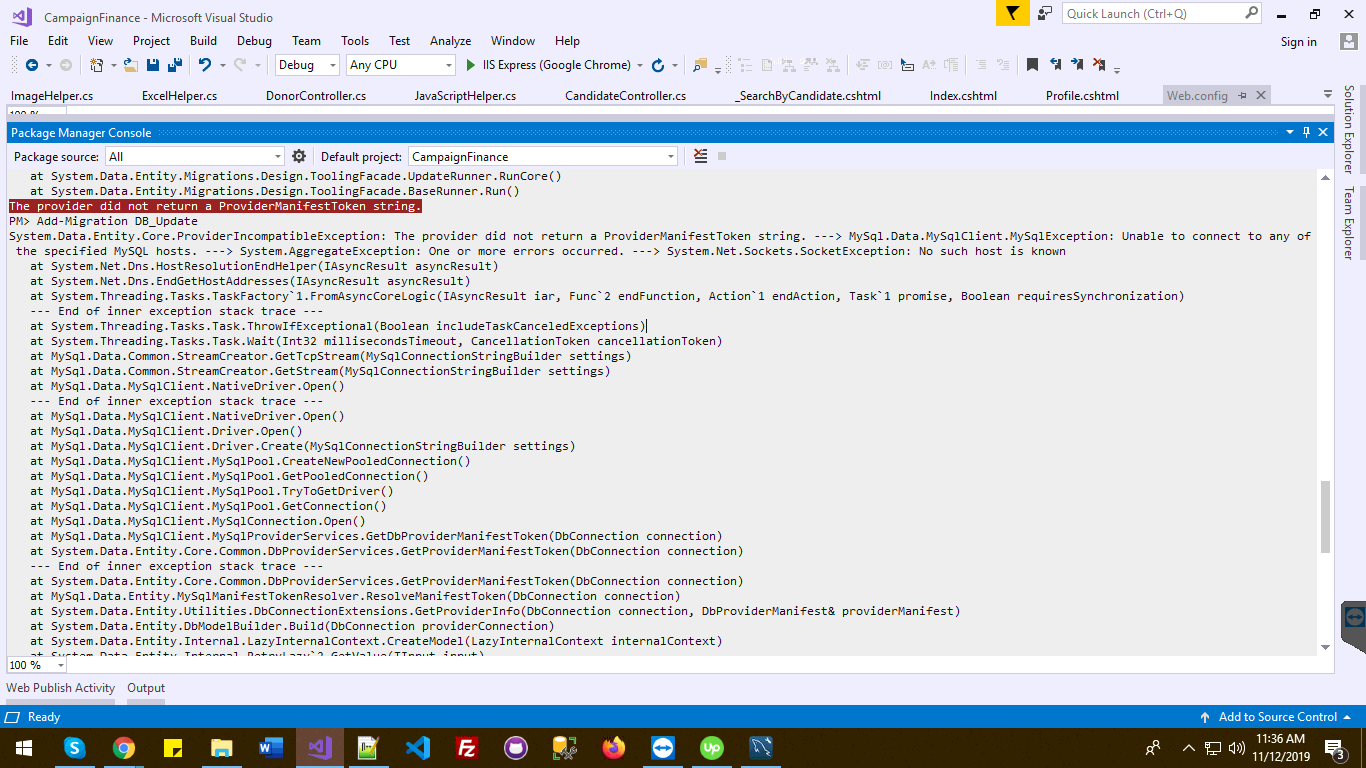 CampaignFinance - Microsoft Visual Studio
Quick Launch (Ctrl+Q)
File Edit View Project Build Debug Team Tools Test Analyze Window Help
Sign in
Debug Any CPU IIS Express (Google Chrome)
ImageHelper.cs ExcelHelper.cs DonorController.cs JavaScriptHelper.cs CandidateController.cs _SearchByCandidate.cshtml Index.cshtml Profile.cshtml Web.config
Solution Explorer
Team Explorer
100 %
Package Manager Console
Package source: All Default project: CampaignFinance
at System.Data.Entity.Migrations.Design.ToolingFacade.UpdateRunner.RunCore()
at System.Data.Entity.Migrations.Design.ToolingFacade.BaseRunner.Run()
The provider did not return a ProviderManifestToken string.
PM> Add-Migration DB_Update
System.Data.Entity.Core.ProviderIncompatibleException: The provider did not return a ProviderManifestToken string. ---> MySql.Data.MySqlClient.MySqlException: Unable to connect to any of
the specified MySQL hosts. ---> System.AggregateException: One or more errors occurred. ---> System.Net.Sockets.SocketException: No such host is known
at System.Net.Dns.HostResolutionEndHelper(IAsyncResult asyncResult)
at System.Net.Dns.EndGetHostAddresses(IAsyncResult asyncResult)
at System.Threading.Tasks.TaskFactory`1.FromAsyncCoreLogic(IAsyncResult iar, Func`2 endFunction, Action`1 endAction, Task`1 promise, Boolean requiresSynchronization)
--- End of inner exception stack trace ---
at System.Threading.Tasks.Task.ThrowIfExceptional(Boolean includeTaskCanceledExceptions)
at System.Threading.Tasks.Task.Wait(Int32 millisecondsTimeout, CancellationToken cancellationToken)
at MySql.Data.Common.StreamCreator.GetTcpStream(MySqlConnectionStringBuilder settings)
at MySql.Data.Common.StreamCreator.GetStream(MySqlConnectionStringBuilder settings)
at MySql.Data.MySqlClient.NativeDriver.Open()
--- End of inner exception stack trace ---
at MySql.Data.MySqlClient.NativeDriver.Open()
at MySql.Data.MySqlClient.Driver.Open()
at MySql.Data.MySqlClient.Driver.Create(MySqlConnectionStringBuilder settings)
at MySql.Data.MySqlClient.MySqlPool.CreateNewPooledConnection()
at MySql.Data.MySqlClient.MySqlPool.GetPooledConnection()
at MySql.Data.MySqlClient.MySqlPool.TryToGetDriver()
at MySql.Data.MySqlClient.MySqlPool.GetConnection()
at MySql.Data.MySqlClient.MySqlConnection.Open()
at MySql.Data.MySqlClient.MySqlProviderServices.GetDbProviderManifestToken(DbConnection connection)
at System.Data.Entity.Core.Common.DbProviderServices.GetProviderManifestToken(DbConnection connection)
--- End of inner exception stack trace ---
at System.Data.Entity.Core.Common.DbProviderServices.GetProviderManifestToken(DbConnection connection)
at MySql.Data.Entity.MySqlManifestTokenResolver.ResolveManifestToken(DbConnection connection)
at System.Data.Entity.Utilities.DbConnectionExtensions.GetProviderInfo(DbConnection connection, DbProviderManifest& providerManifest)
at System.Data.Entity.DbModelBuilder.Build(DbConnection providerConnection)
at System.Data.Entity.Internal.LazyInternalContext.CreateModel(LazyInternalContext internalContext)
at System.Data.Entity.Internal.RetryLazy`2.GetValue(TInput input)
100 %
Web Publish Activity Output
Ready
Add to Source Control
11:36 AM
11/12/2019
3